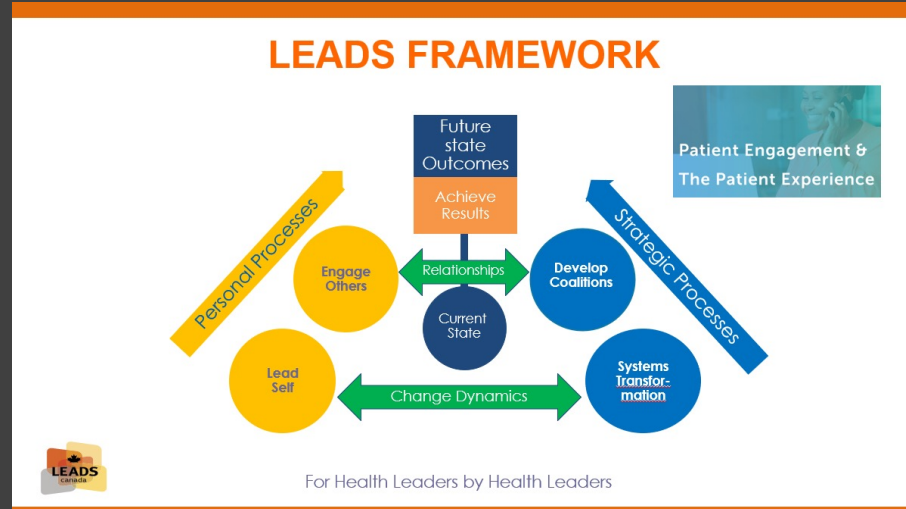 LEADS FRAMEWORK
Future
state
Outcomes
Patient Engagement &
The Patient Experience
Achieve
Results
Personal Processes
Strategic Processes
Engage
Others
Relationships
Develop
Coalitions
Current
State
Lead
Self
Change Dynamics
Systems
Transfor-
mation
LEADS
canada
For Health Leaders by Health Leaders